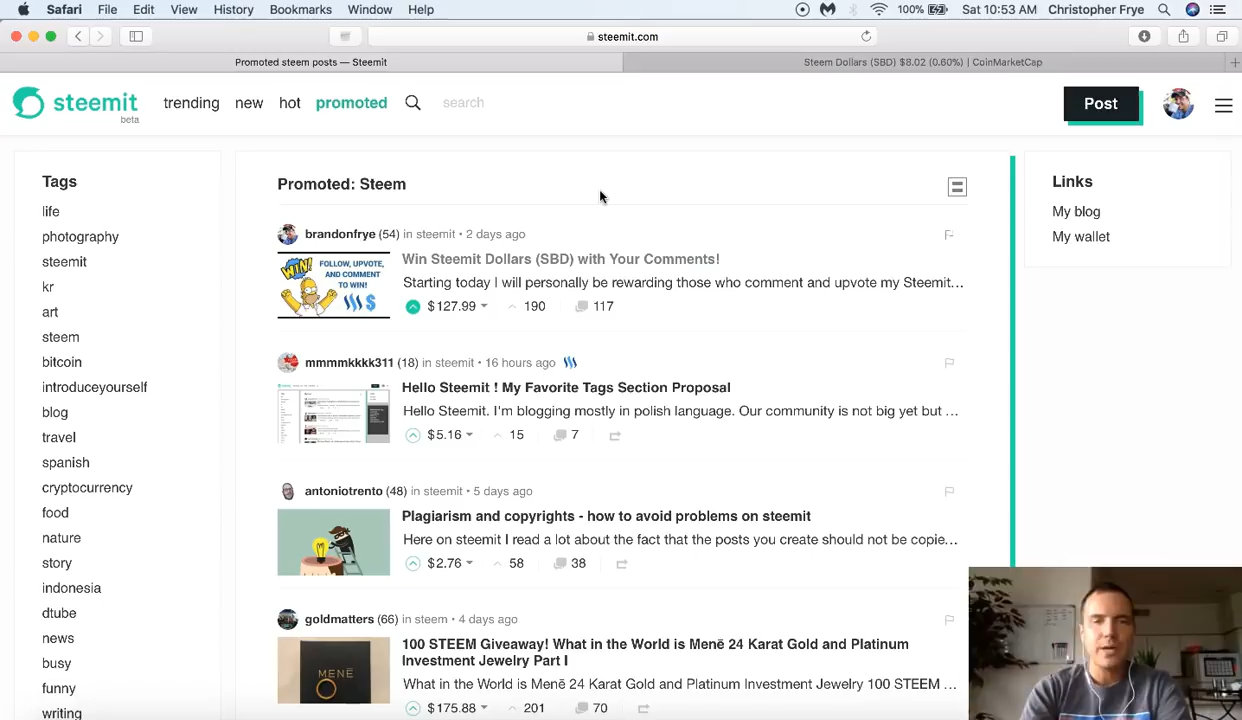 Safari File Edit View History Bookmarks Window Help 100% Sat 10:53 AM Christopher Frye
steemit.com
Promoted steem posts — Steemit
Steem Dollars (SBD) $8.02 (0.60%) | CoinMarketCap
steemit
beta
trending new hot promoted search
Post
Tags
life
photography
steemit
kr
art
steem
bitcoin
introduceyourself
blog
travel
spanish
cryptocurrency
food
nature
story
indonesia
dtube
news
busy
funny
writing
Promoted: Steem
brandonfrye (54) in steemit • 2 days ago
WIN!
FOLLOW, UPVOTE,
AND COMMENT
TO WIN!
$
Win Steemit Dollars (SBD) with Your Comments!
Starting today I will personally be rewarding those who comment and upvote my Steemit…
$127.99 190 117
mmmmkkkk311 (18) in steemit • 16 hours ago
Hello Steemit ! My Favorite Tags Section Proposal
Hello Steemit. I'm blogging mostly in polish language. Our community is not big yet but …
$5.16 15 7
antoniotrento (48) in steemit • 5 days ago
Plagiarism and copyrights - how to avoid problems on steemit
Here on steemit I read a lot about the fact that the posts you create should not be copie…
$2.76 58 38
goldmatters (66) in steem • 4 days ago
MENĒ
100 STEEM Giveaway! What in the World is Menē 24 Karat Gold and Platinum
Investment Jewelry Part I
What in the World is Menē 24 Karat Gold and Platinum Investment Jewelry 100 STEEM …
$175.88 201 70
Links
My blog
My wallet